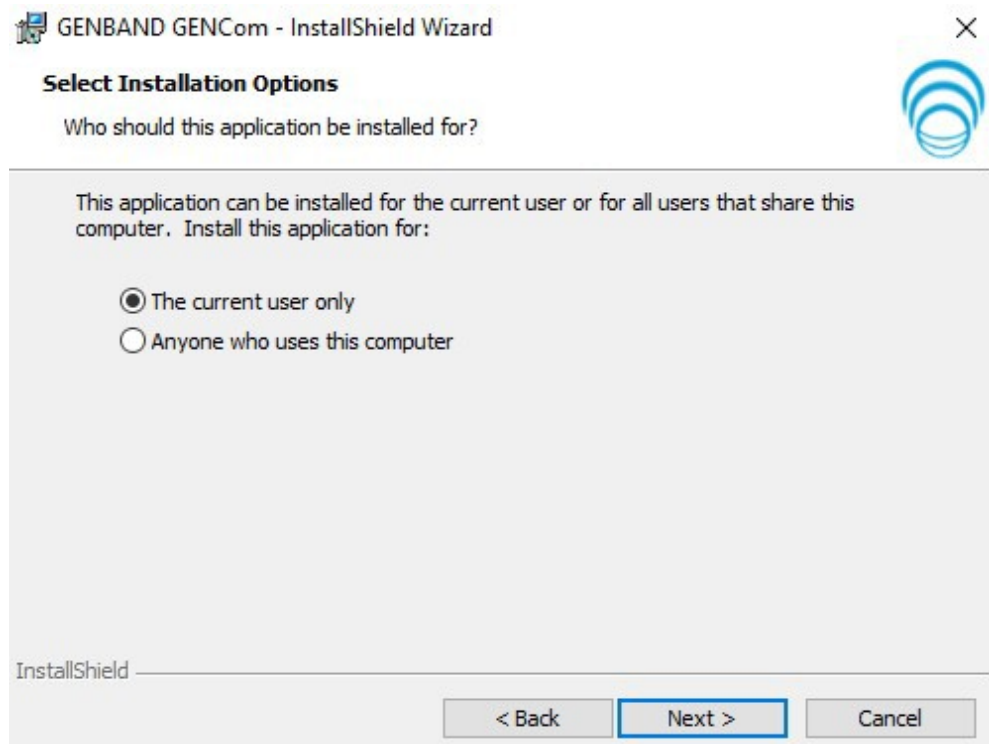 GENBAND GENCom - InstallShield Wizard
Select Installation Options
Who should this application be installed for?
This application can be installed for the current user or for all users that share this
computer.  Install this application for:
The current user only
Anyone who uses this computer
InstallShield
< Back
Next >
Cancel